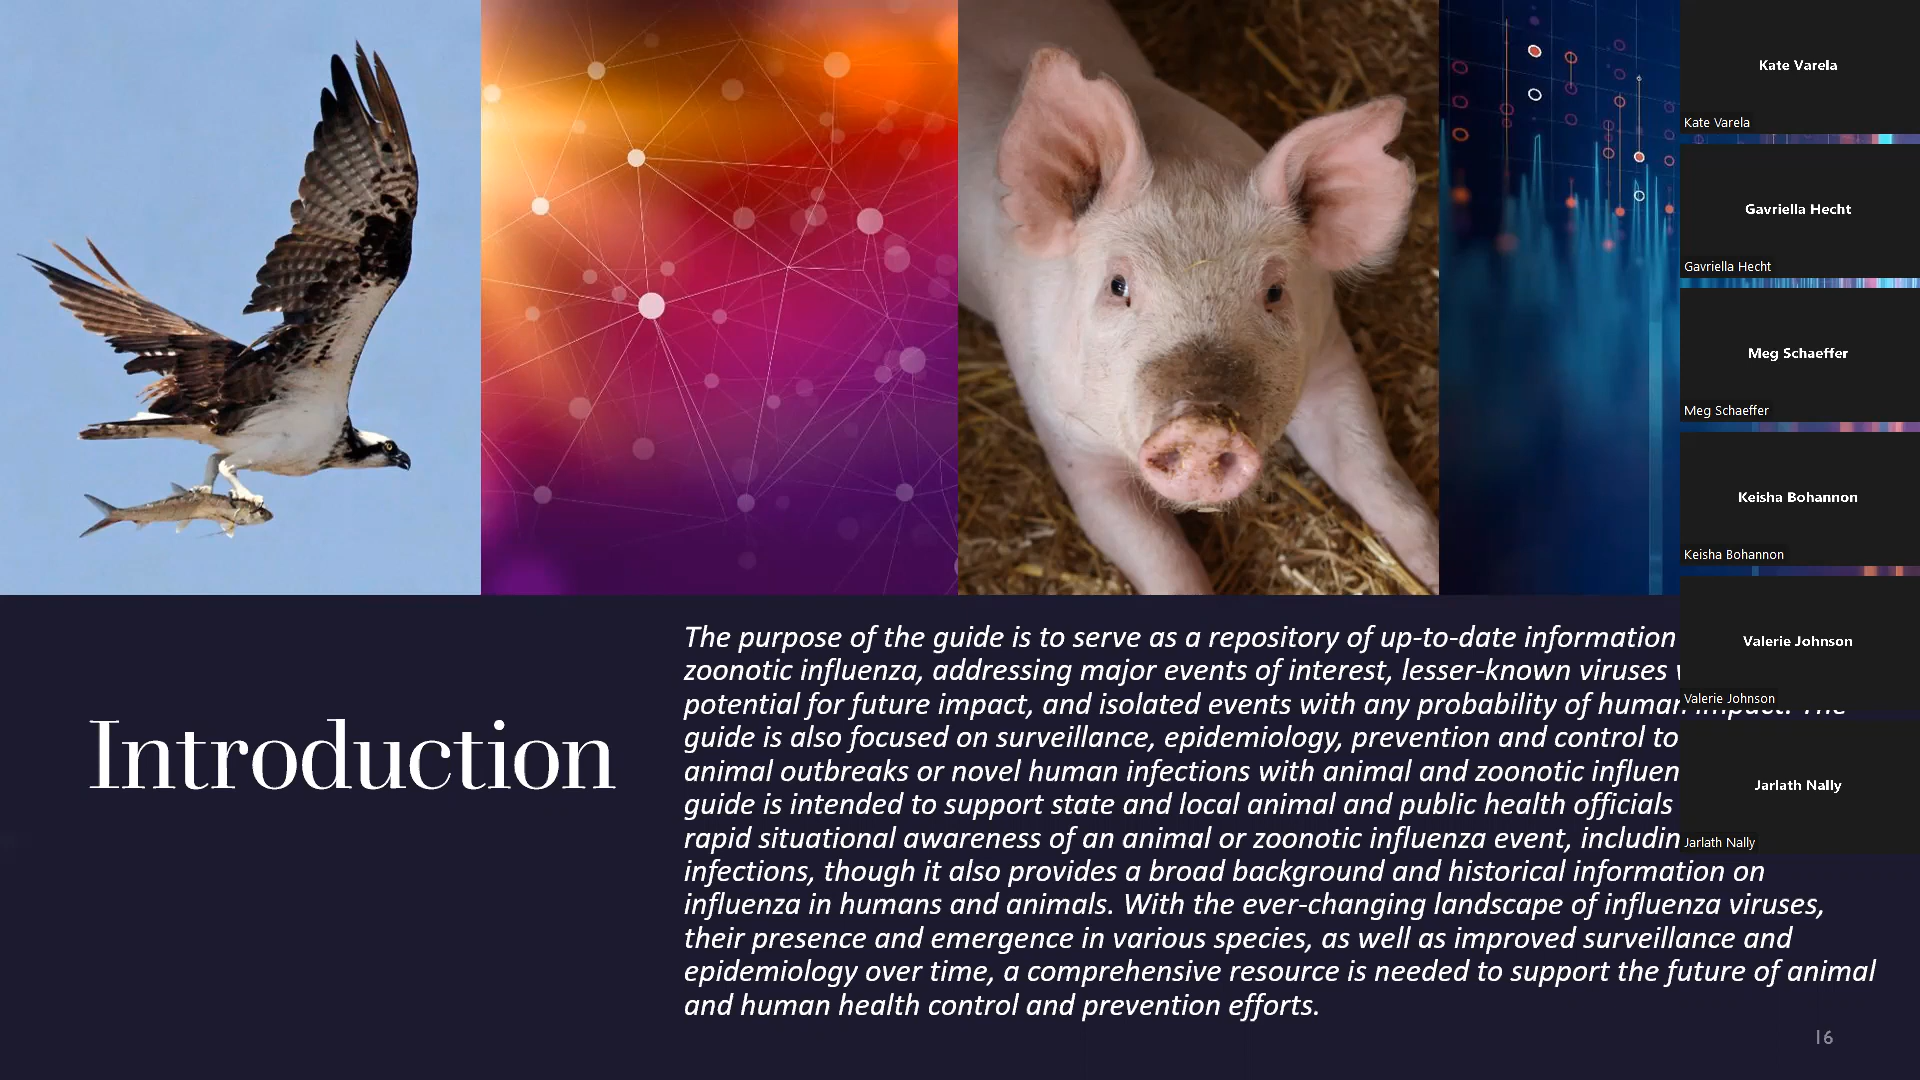 Introduction
The purpose of the guide is to serve as a repository of up-to-date information
zoonotic influenza, addressing major events of interest, lesser-known viruses
potential for future impact, and isolated events with any probability of human impact. The
guide is also focused on surveillance, epidemiology, prevention and control to
animal outbreaks or novel human infections with animal and zoonotic
guide is intended to support state and local animal and public health officials
rapid situational awareness of an animal or zoonotic influenza event,
infections, though it also provides a broad background and historical information on
influenza in humans and animals. With the ever-changing landscape of influenza viruses,
their presence and emergence in various species, as well as improved surveillance and
epidemiology over time, a comprehensive resource is needed to support the future of animal
and human health control and prevention efforts.
16
Kate Varela
Kate Varela
Gavriella Hecht
Gavriella Hecht
Meg Schaeffer
Meg Schaeffer
Keisha Bohannon
Keisha Bohannon
Valerie Johnson
Valerie Johnson
Jarlath Nally
Jarlath Nally